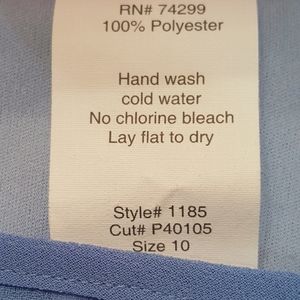 RN# 74299
100% Polyester
Hand wash
cold water
No chlorine bleach
Lay flat to dry
Style# 1185
Cut# P40105
Size 10